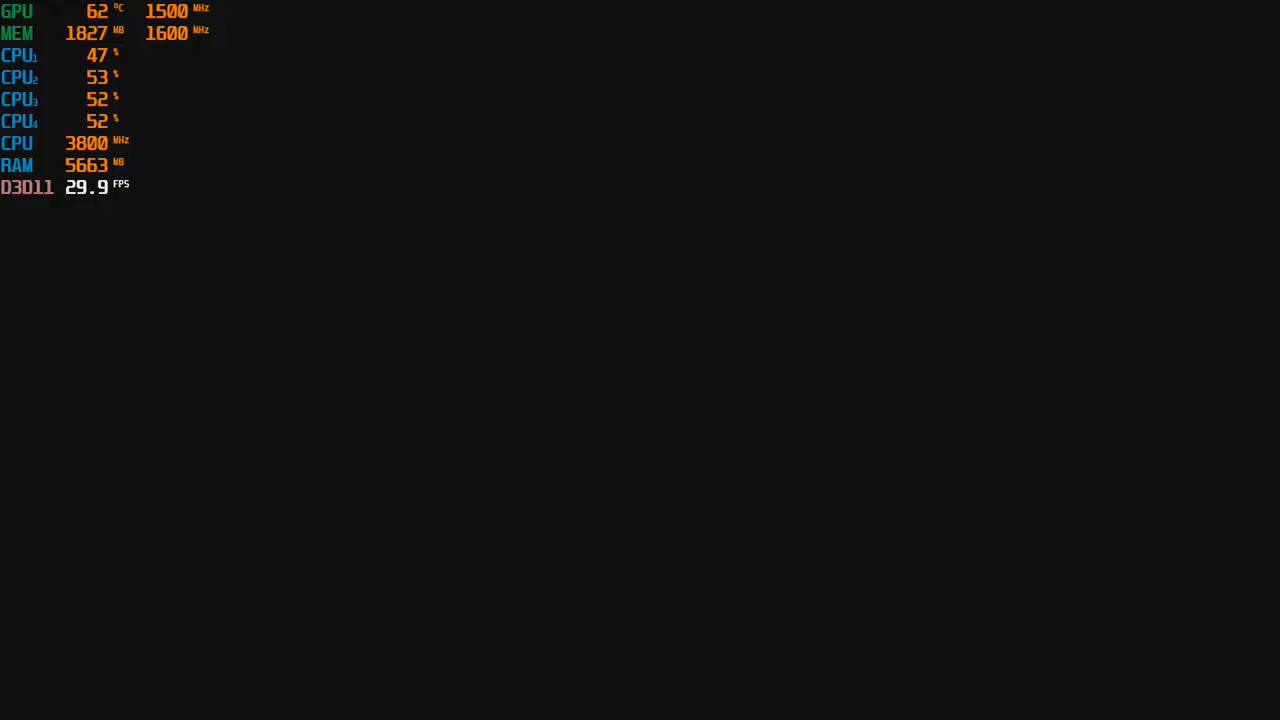 GPU 62 °C 1500 MHz
MEM 1827 MB 1600 MHz
CPU1 47 %
CPU2 53 %
CPU3 52 %
CPU4 52 %
CPU 3800 MHz
RAM 5663 MB
D3D11 29.9 FPS